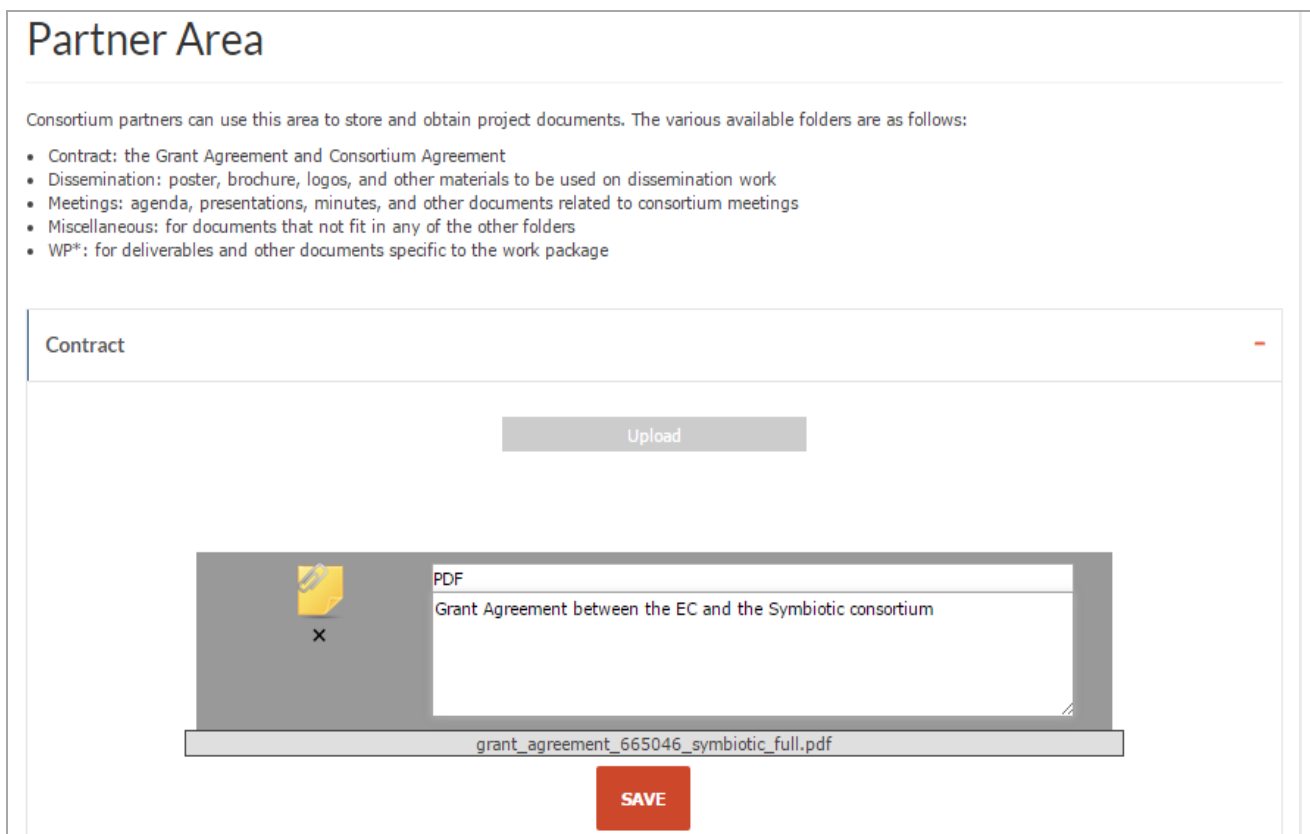 Partner Area
Consortium partners can use this area to store and obtain project documents. The various available folders are as follows:
• Contract: the Grant Agreement and Consortium Agreement
• Dissemination: poster, brochure, logos, and other materials to be used on dissemination work
• Meetings: agenda, presentations, minutes, and other documents related to consortium meetings
• Miscellaneous: for documents that not fit in any of the other folders
• WP*: for deliverables and other documents specific to the work package
Contract
Upload
PDF
Grant Agreement between the EC and the Symbiotic consortium
grant_agreement_665046_symbiotic_full.pdf
SAVE